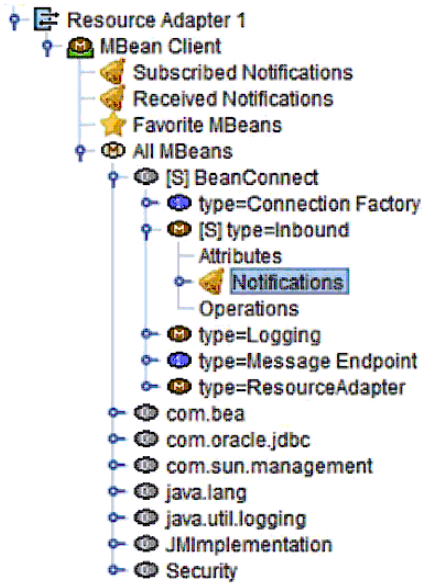 Resource Adapter 1
MBean Client
Subscribed Notifications
Received Notifications
Favorite MBeans
All MBeans
[S] BeanConnect
type=Connection Factory
[S] type=Inbound
Attributes
Notifications
Operations
type=Logging
type=Message Endpoint
type=ResourceAdapter
com.bea
com.oracle.jdbc
com.sun.management
java.lang
java.util.logging
JMImplementation
Security